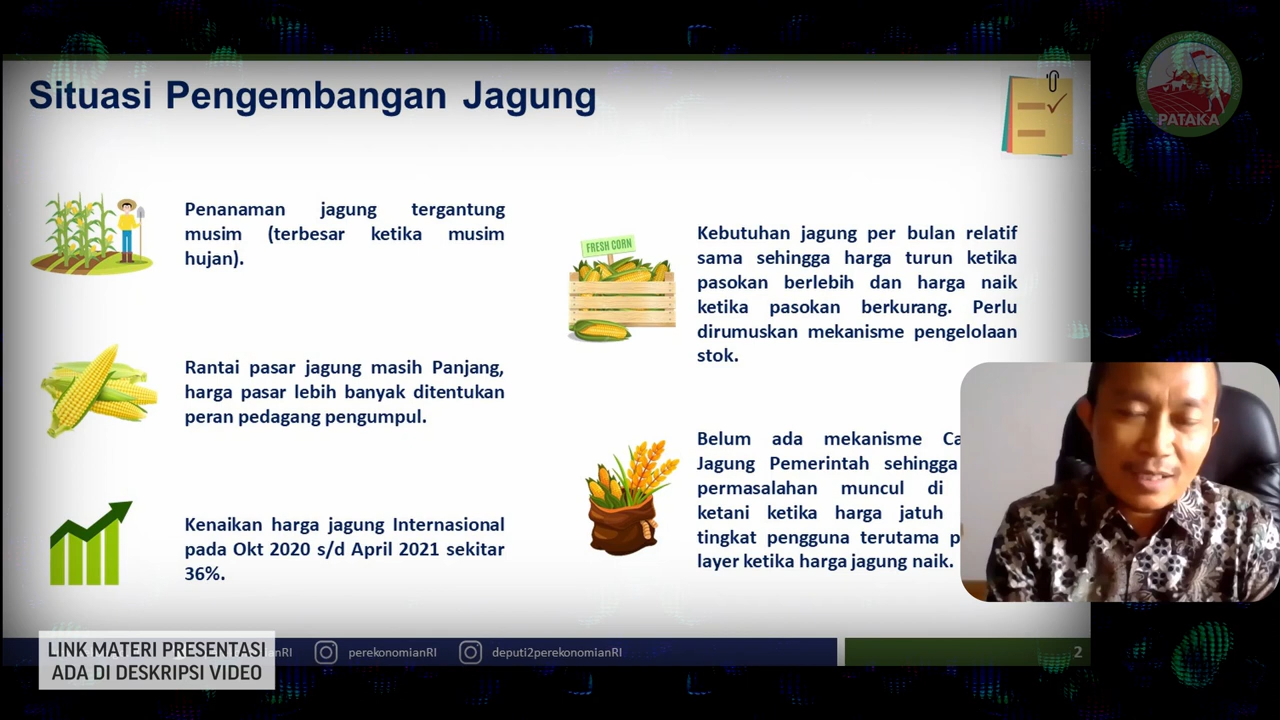 Situasi Pengembangan Jagung
PATAKA
Penanaman jagung tergantung
musim (terbesar ketika musim
hujan).
Rantai pasar jagung masih Panjang,
harga pasar lebih banyak ditentukan
peran pedagang pengumpul.
Kenaikan harga jagung Internasional
pada Okt 2020 s/d April 2021 sekitar
36%.
FRESH CORN
Kebutuhan jagung per bulan relatif
sama sehingga harga turun ketika
pasokan berlebih dan harga naik
ketika pasokan berkurang. Perlu
dirumuskan mekanisme pengelolaan
stok.
Belum ada mekanisme
Jagung Pemerintah sehingga
permasalahan muncul di
ketani ketika harga jatuh
tingkat pengguna terutama
layer ketika harga jagung naik.
LINK MATERI PRESENTASI
ADA DI DESKRIPSI VIDEO
perekonomianRI
deputi2perekonomianRI
2